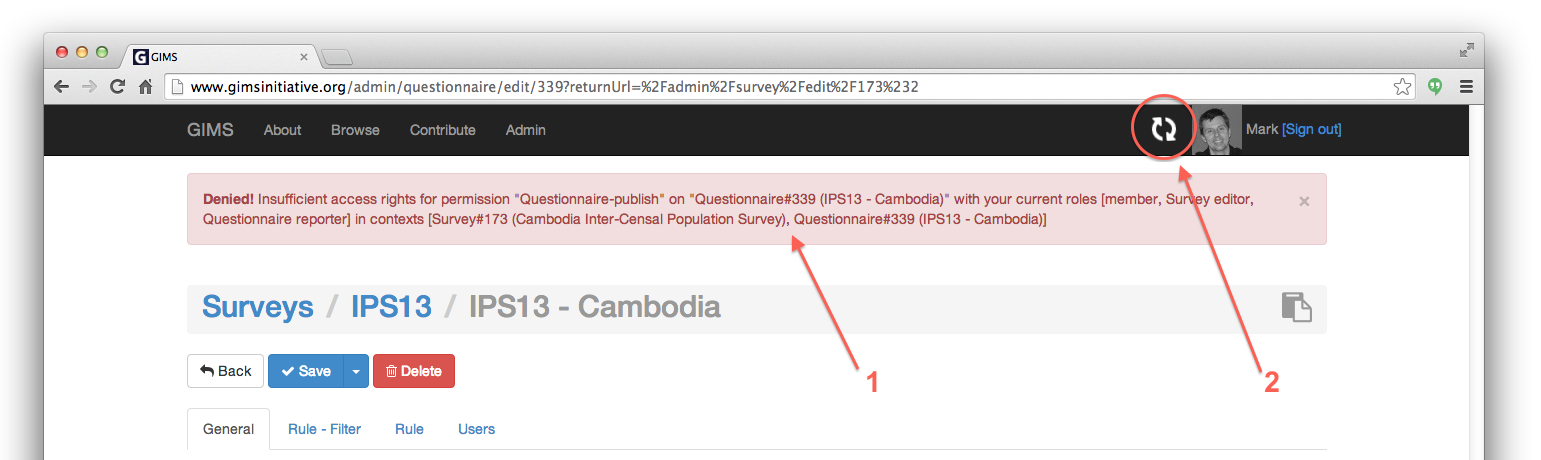 GIMS
www.gimsinitiative.org/admin/questionnaire/edit/339?returnUrl=%2Fadmin%2Fsurvey%2Fedit%2F173%232
GIMS About Browse Contribute Admin Mark [Sign out]
Denied! Insufficient access rights for permission "Questionnaire-publish" on "Questionnaire#339 (IPS13 - Cambodia)" with your current roles [member, Survey editor,
Questionnaire reporter] in contexts [Survey#173 (Cambodia Inter-Censal Population Survey), Questionnaire#339 (IPS13 - Cambodia)]
×
Surveys / IPS13 / IPS13 - Cambodia
Back Save Delete
1
2
General Rule - Filter Rule Users